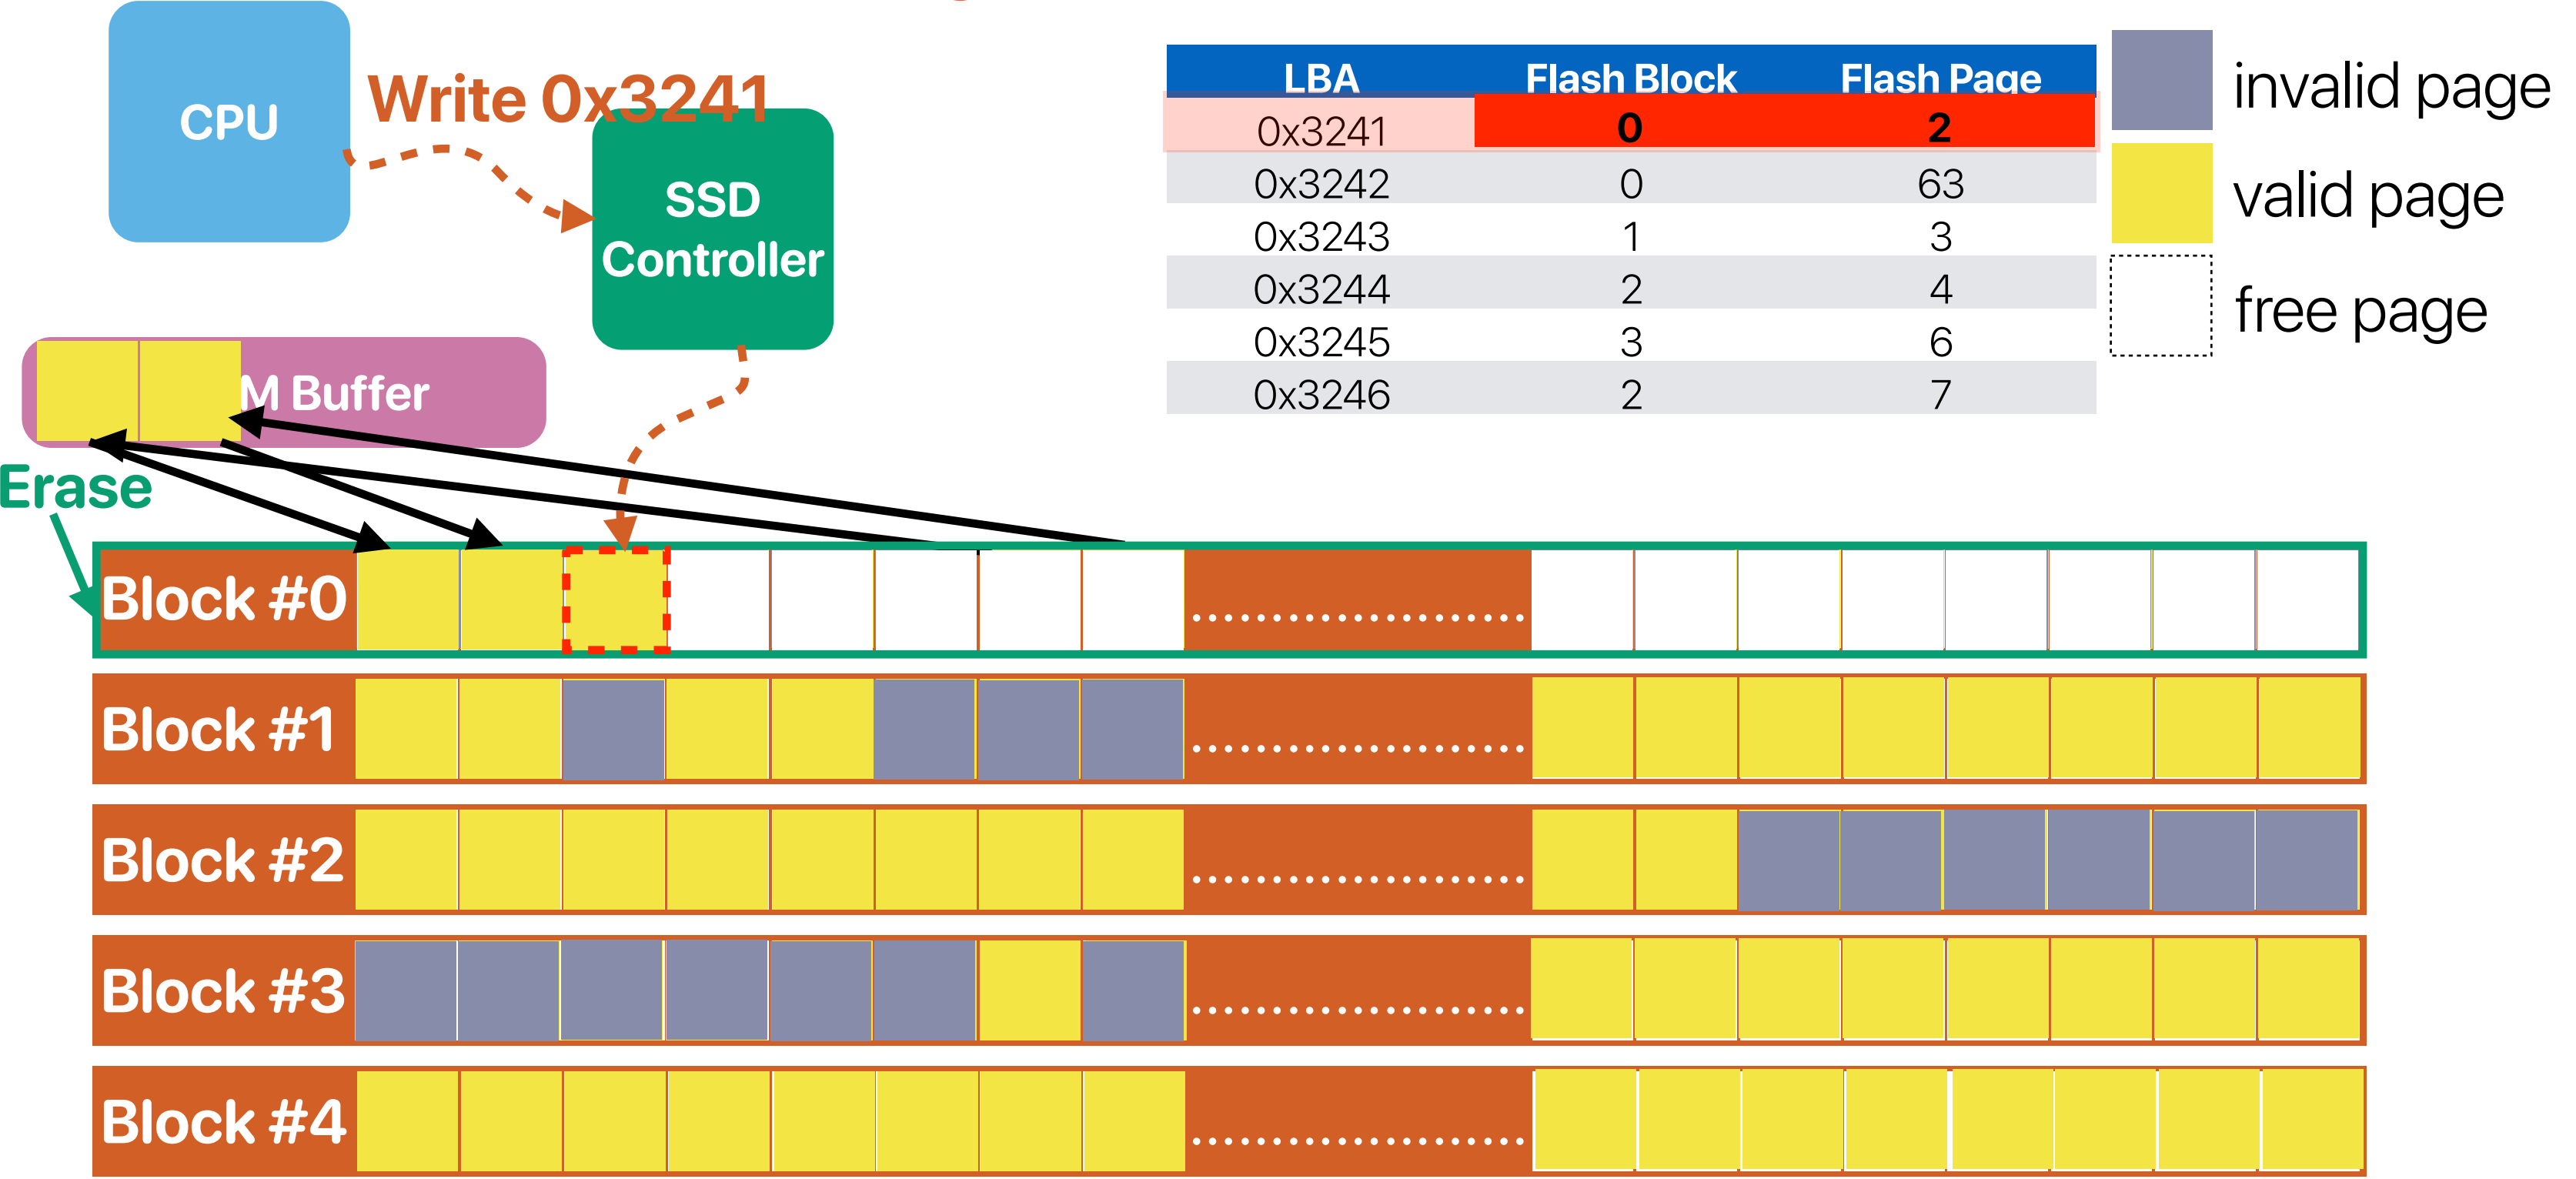 CPU
Write 0x3241
SSD
Controller
M Buffer
Erase
LBA Flash Block Flash Page
0x3241 0 2
0x3242 0 63
0x3243 1 3
0x3244 2 4
0x3245 3 6
0x3246 2 7
invalid page
valid page
free page
Block #0 ....................
Block #1 ....................
Block #2 ....................
Block #3 ....................
Block #4 ....................